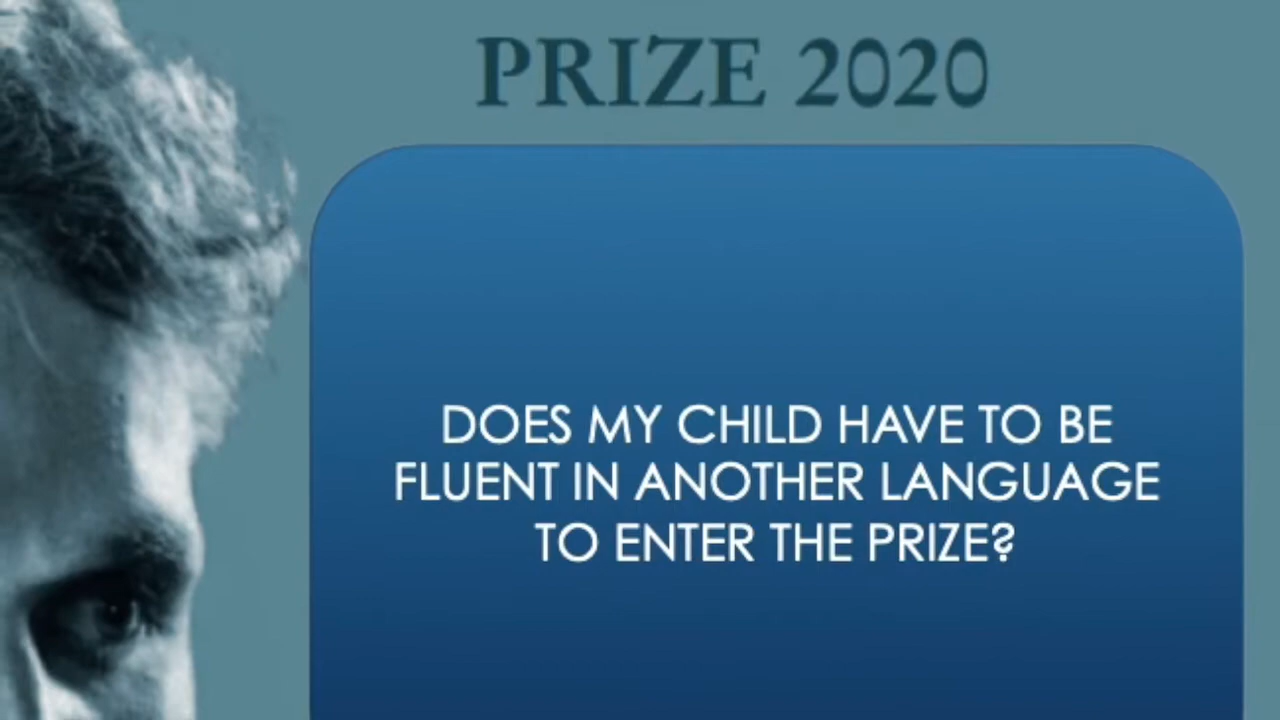 PRIZE 2020
DOES MY CHILD HAVE TO BE
FLUENT IN ANOTHER LANGUAGE
TO ENTER THE PRIZE?